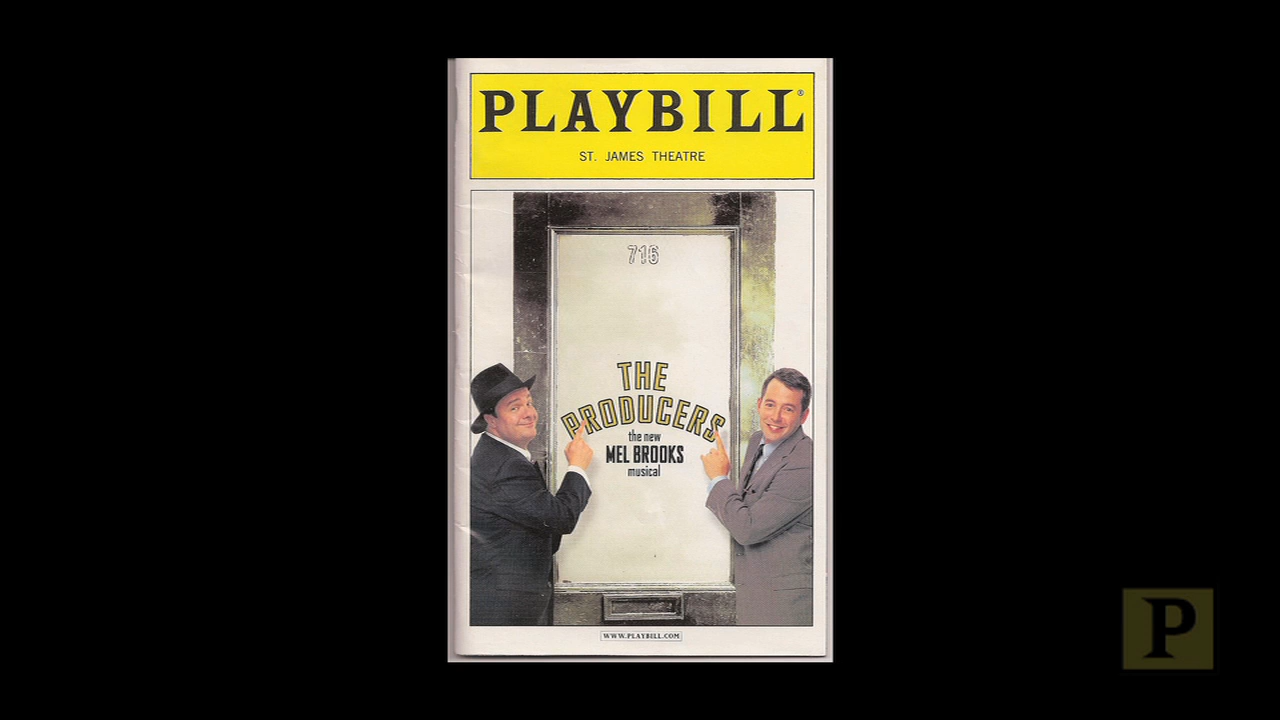 PLAYBILL®
ST. JAMES THEATRE
716
THE
PRODUCERS
the new
MEL BROOKS
musical
WWW.PLAYBILL.COM
P